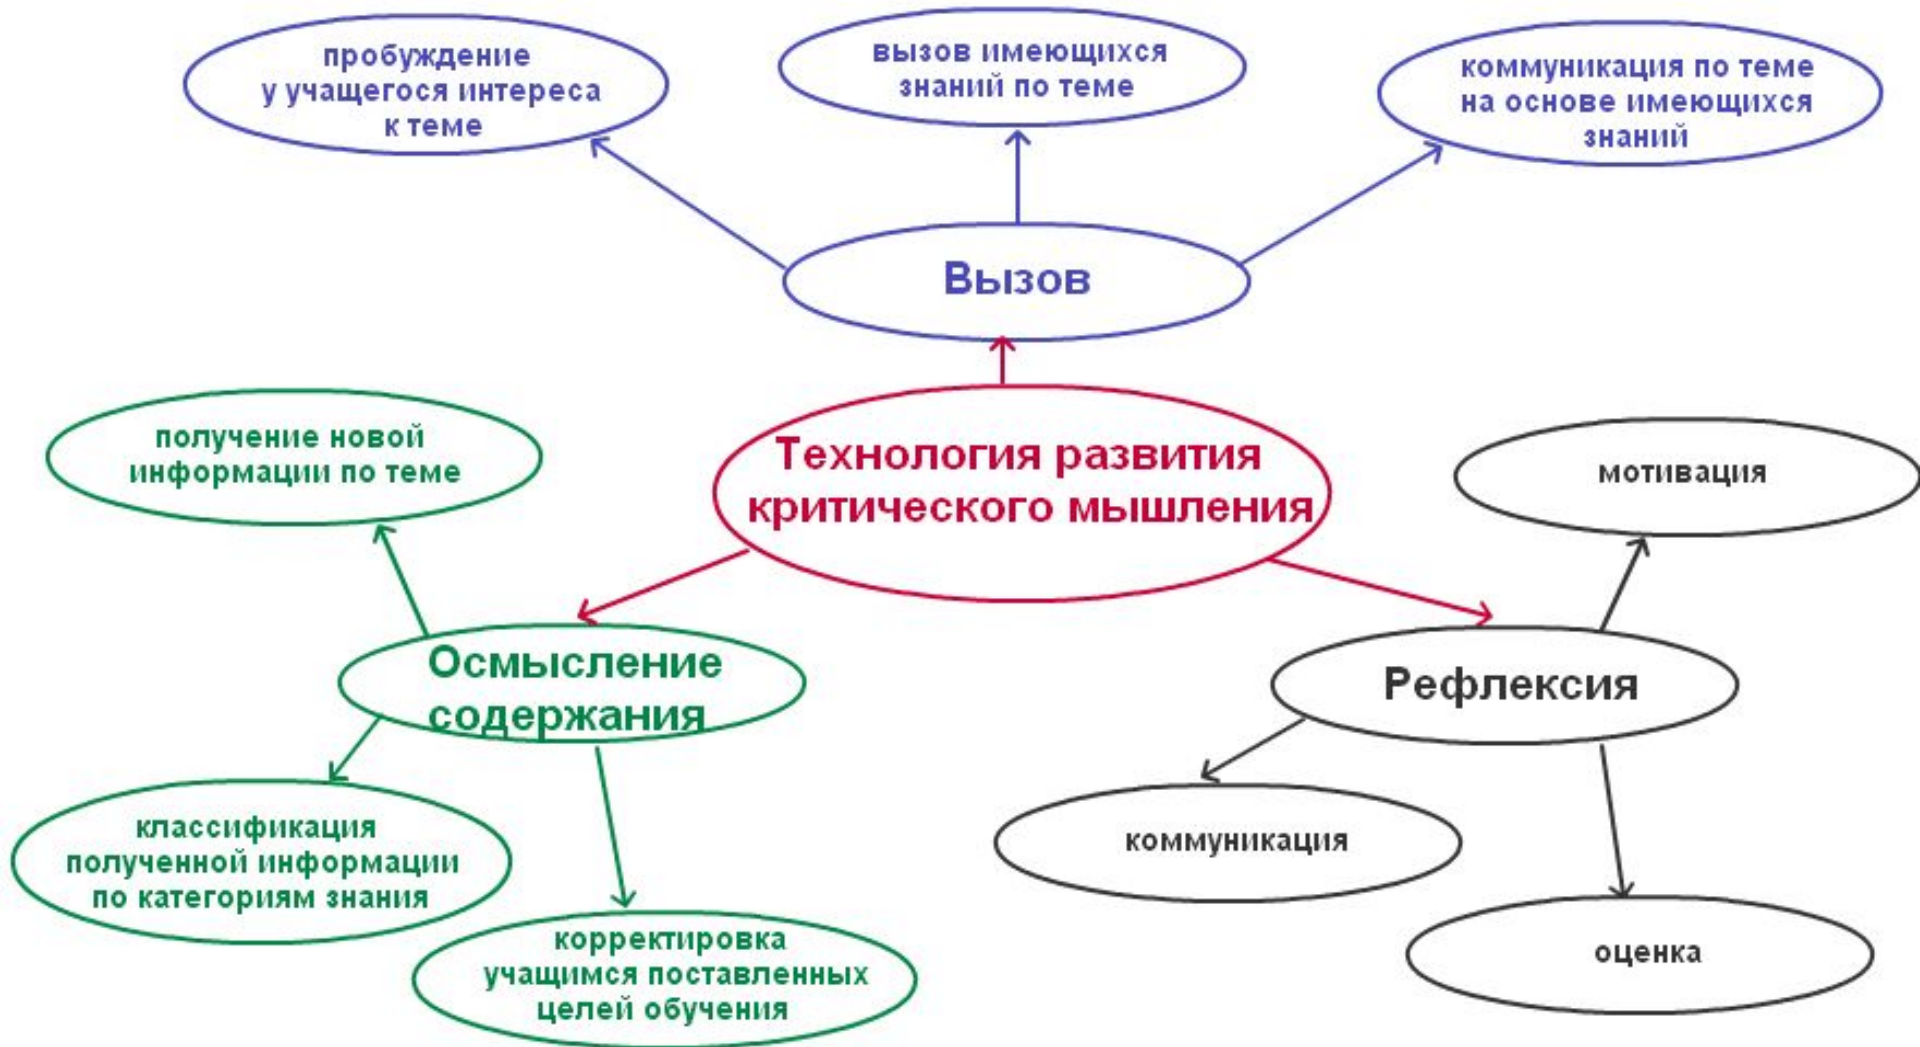 пробуждение
у учащегося интереса
к теме
вызов имеющихся
знаний по теме
коммуникация по теме
на основе имеющихся
знаний
Вызов
Технология развития
критического мышления
получение новой
информации по теме
мотивация
Осмысление
содержания
Рефлексия
классификация
полученной информации
по категориям знания
коммуникация
корректировка
учащимся поставленных
целей обучения
оценка